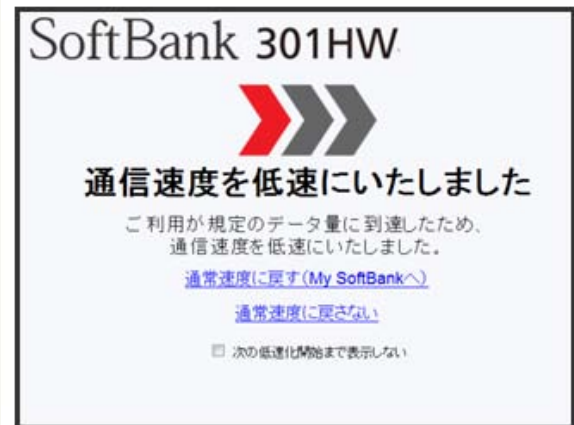 SoftBank 301HW
通信速度を低速にいたしました
ご利用が規定のデータ量に到達したため、
通信速度を低速にいたしました。
通常速度に戻す(My SoftBankへ)
通常速度に戻さない
次の低速化開始まで表示しない